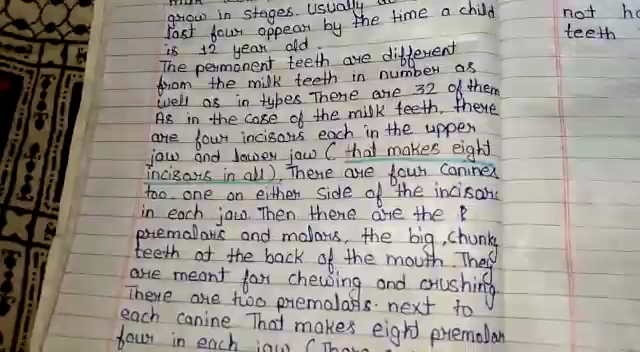 grow in stages. Usually
last four appear by the time a child
is 12 year old.
The permonent teeth are different
from the milk teeth in number as
well as in types There are 32 of them
As in the case of the milk teeth, there
are four incisors each in the upper
jaw and lower jaw ( that makes eight
incisors in all). There are four canines
too one on either side of the incisors
in each jaw Then there are the P
premolars and molars, the big, chunky
teeth at the back of the mouth They
are meant for chewing and crushing
There are two premolars. next to
each canine That makes eight premolar
four in each jaw (There
not
teeth